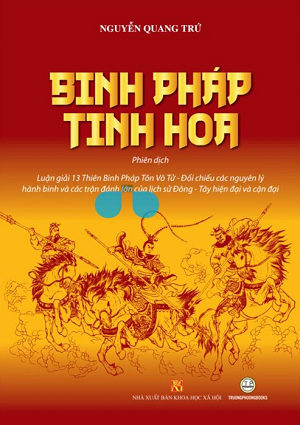 NGUYỄN QUANG TRỨ
BINH PHÁP
TINH HOA
Phiên dịch
Luận giải 13 Thiên Binh Pháp Tôn Võ Tử - Đối chiếu các nguyên lý
hành binh và các trận đánh lớn của lịch sử Đông - Tây hiện đại và cận đại
NHÀ XUẤT BẢN KHOA HỌC XÃ HỘI
TRUONGPHUONGBOOKS